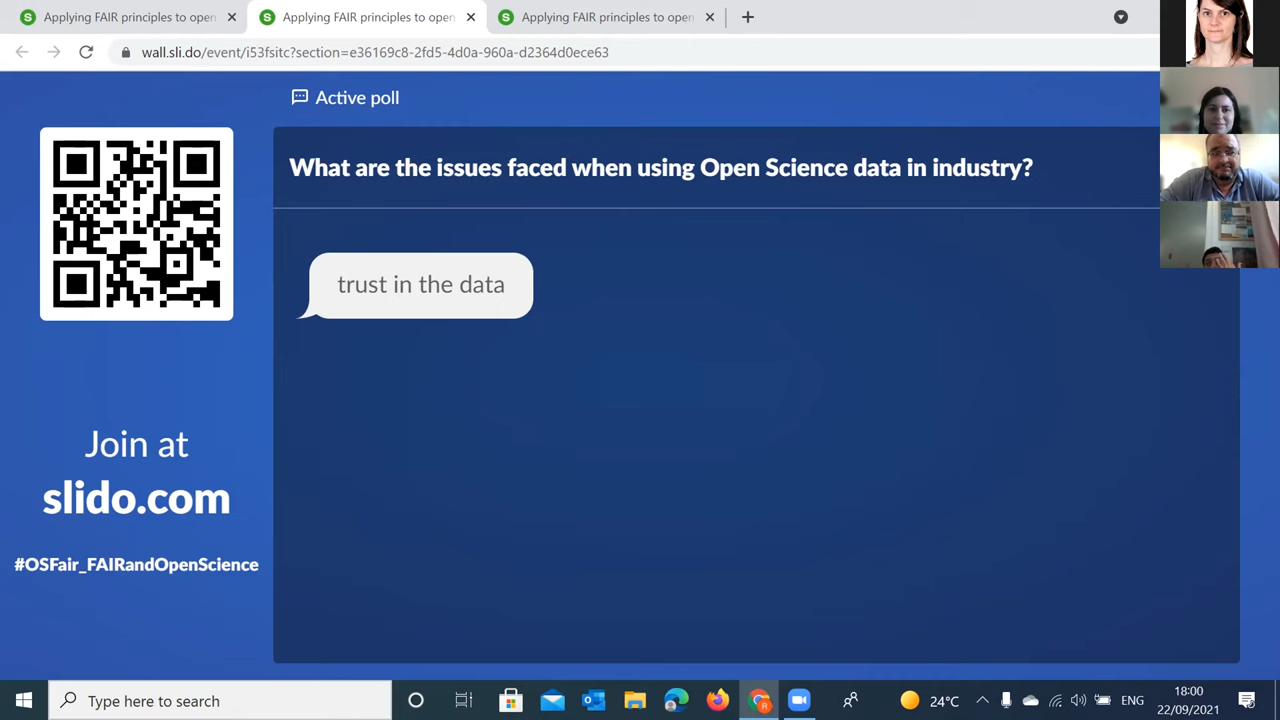 Applying FAIR principles to open
Applying FAIR principles to open
Applying FAIR principles to open
wall.sli.do/event/i53fsitc?section=e36169c8-2fd5-4d0a-960a-d2364d0ece63
Active poll
What are the issues faced when using Open Science data in industry?
trust in the data
Join at
slido.com
#OSFair_FAIRandOpenScience
Type here to search
24°C
ENG
18:00
22/09/2021